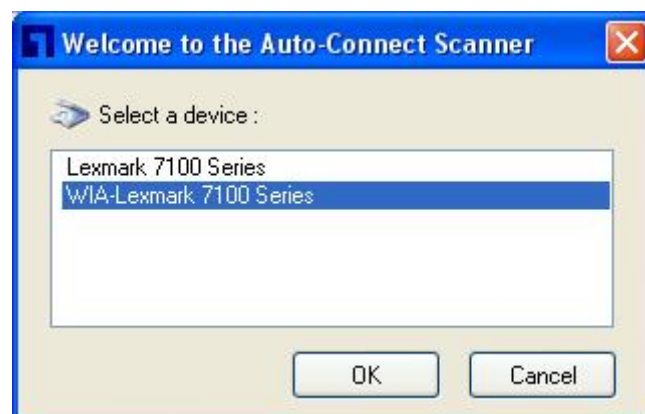 Welcome to the Auto-Connect Scanner
Select a device :
Lexmark 7100 Series
WIA-Lexmark 7100 Series
OK
Cancel